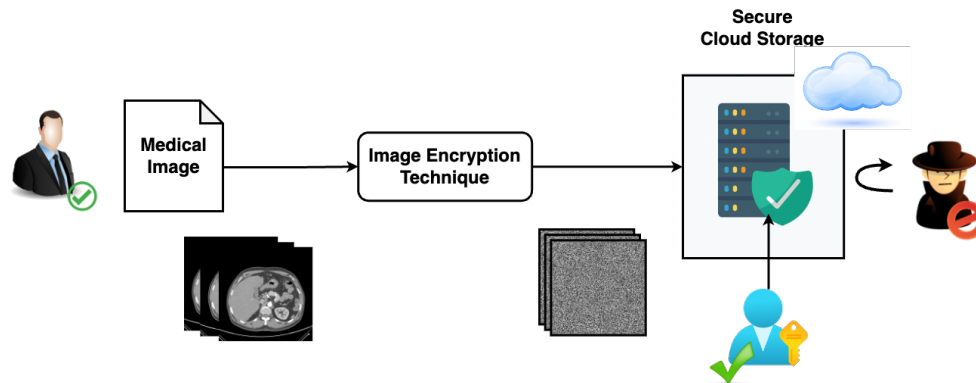 Secure
Cloud Storage
Medical
Image
Image Encryption
Technique